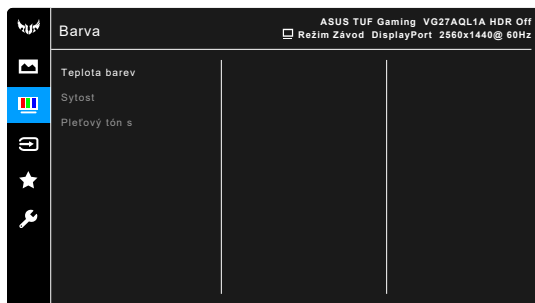 Barva
ASUS TUF Gaming VG27AQL1A HDR Off
Režim Závod DisplayPort 2560x1440@ 60Hz
Teplota barev
Sytost
Pleťový tón s